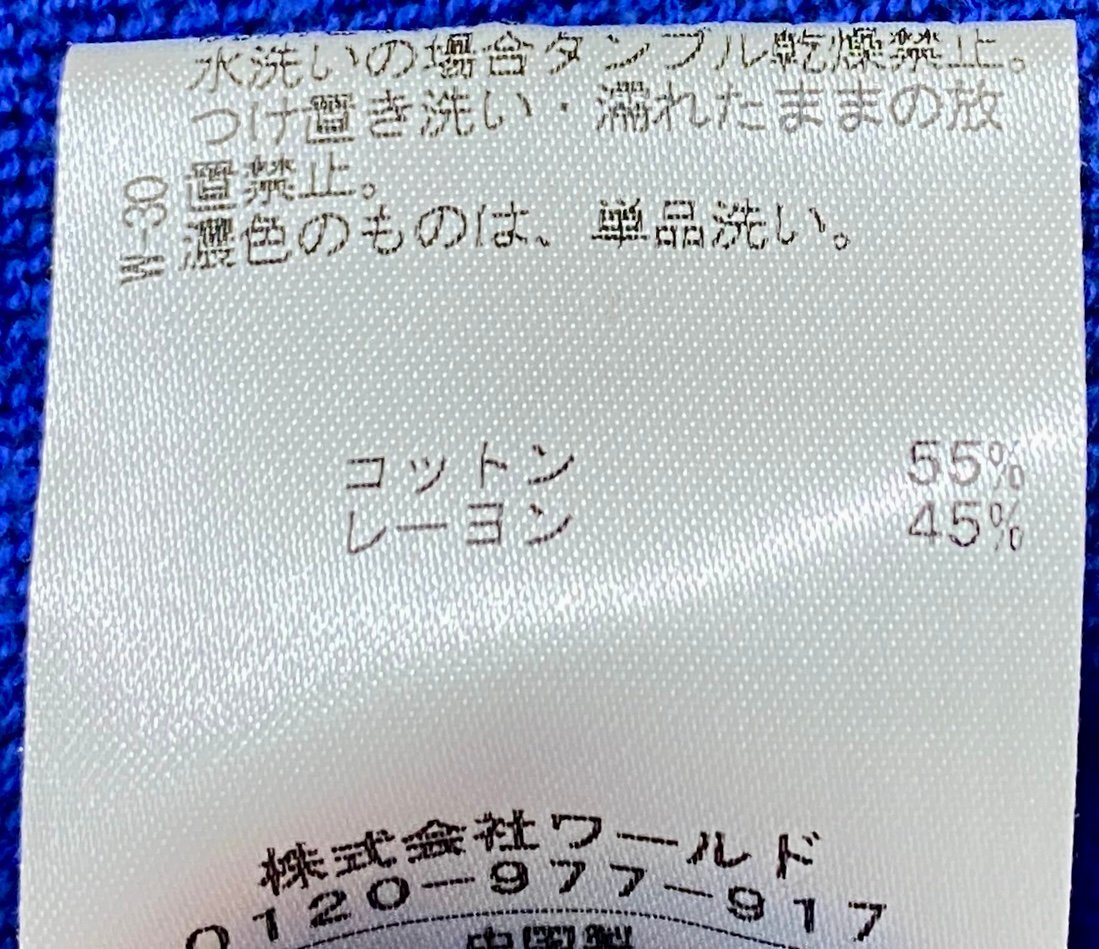 水洗いの場合タンブル乾燥禁止。
つけ置き洗い・濡れたままの放
置禁止。
濃色のものは、単品洗い。
W-30
コットン 55%
レーヨン 45%
株式会社ワールド
0120-977-917
中国製